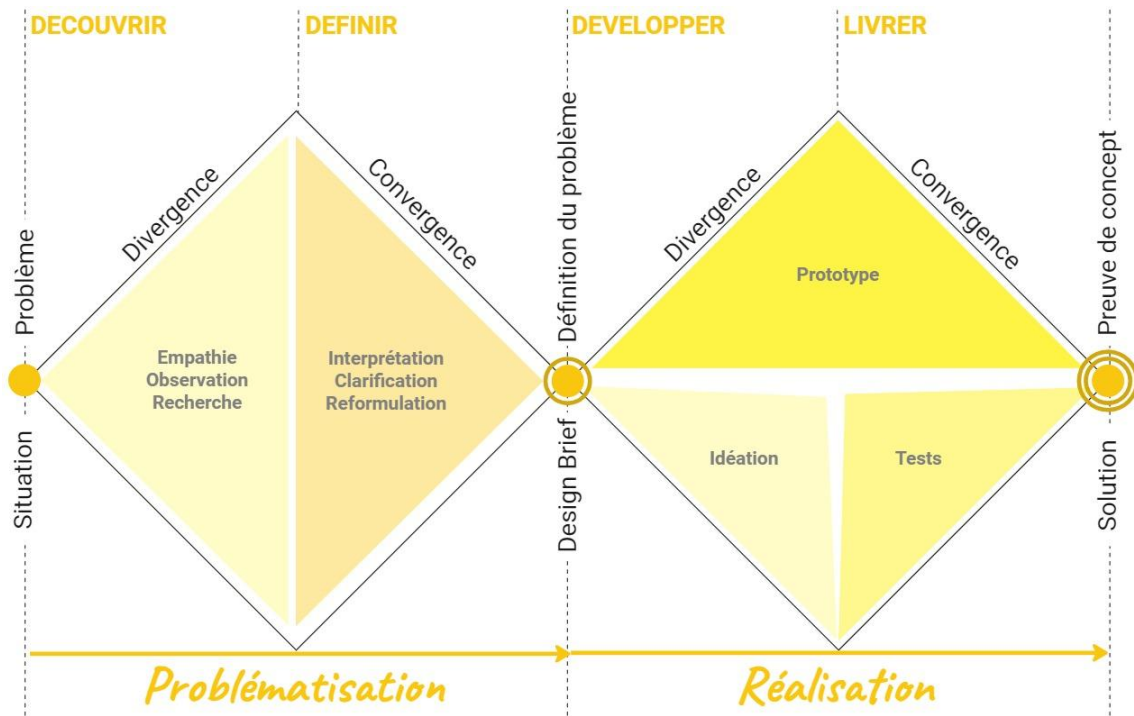 DECOUVRIR
DEFINIR
DEVELOPPER
LIVRER
Problème
Situation
Divergence
Convergence
Empathie
Observation
Recherche
Interprétation
Clarification
Reformulation
Définition du problème
Design Brief
Divergence
Convergence
Prototype
Idéation
Tests
Preuve de concept
Solution
Problématisation
Réalisation